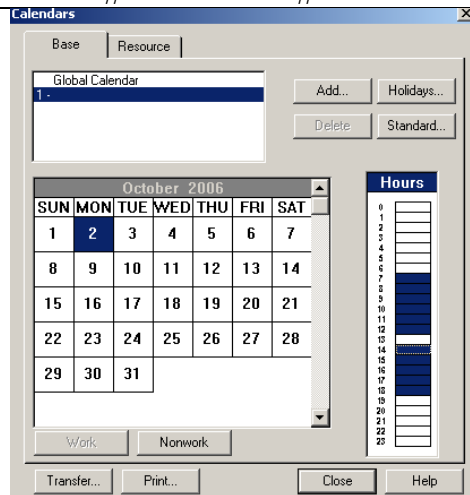 Calendars
Base
Resource
Global Calendar
1 -
Add...
Holidays...
Delete
Standard...
October 2006
SUN MON TUE WED THU FRI SAT
1 2 3 4 5 6 7
8 9 10 11 12 13 14
15 16 17 18 19 20 21
22 23 24 25 26 27 28
29 30 31
Work
Nonwork
Hours
0
1
2
3
4
5
6
7
8
9
10
11
12
13
14
15
16
17
18
19
20
21
22
23
Transfer...
Print...
Close
Help